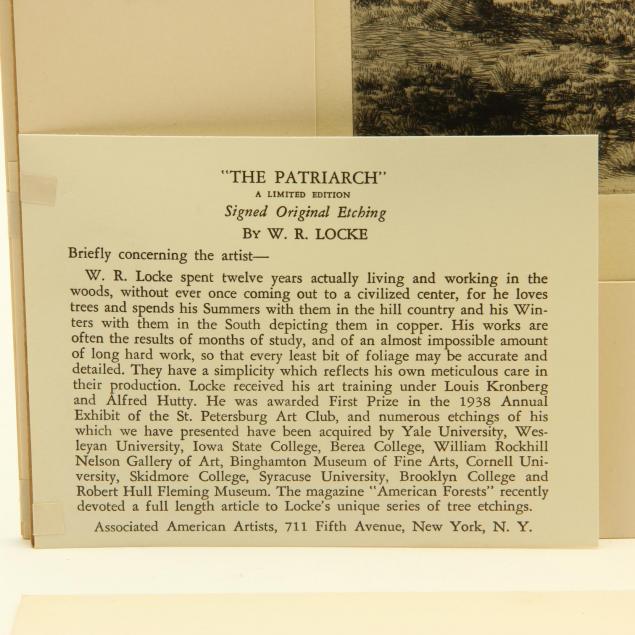 "THE PATRIARCH"
A LIMITED EDITION
Signed Original Etching
BY W. R. LOCKE
Briefly concerning the artist—
W. R. Locke spent twelve years actually living and working in the
woods, without ever once coming out to a civilized center, for he loves
trees and spends his Summers with them in the hill country and his Win-
ters with them in the South depicting them in copper. His works are
often the results of months of study, and of an almost impossible amount
of long hard work, so that every least bit of foliage may be accurate and
detailed. They have a simplicity which reflects his own meticulous care in
their production. Locke received his art training under Louis Kronberg
and Alfred Hutty. He was awarded First Prize in the 1938 Annual
Exhibit of the St. Petersburg Art Club, and numerous etchings of his
which we have presented have been acquired by Yale University, Wes-
leyan University, Iowa State College, Berea College, William Rockhill
Nelson Gallery of Art, Binghamton Museum of Fine Arts, Cornell Uni-
versity, Skidmore College, Syracuse University, Brooklyn College and
Robert Hull Fleming Museum. The magazine "American Forests" recently
devoted a full length article to Locke's unique series of tree etchings.
Associated American Artists, 711 Fifth Avenue, New York, N. Y.